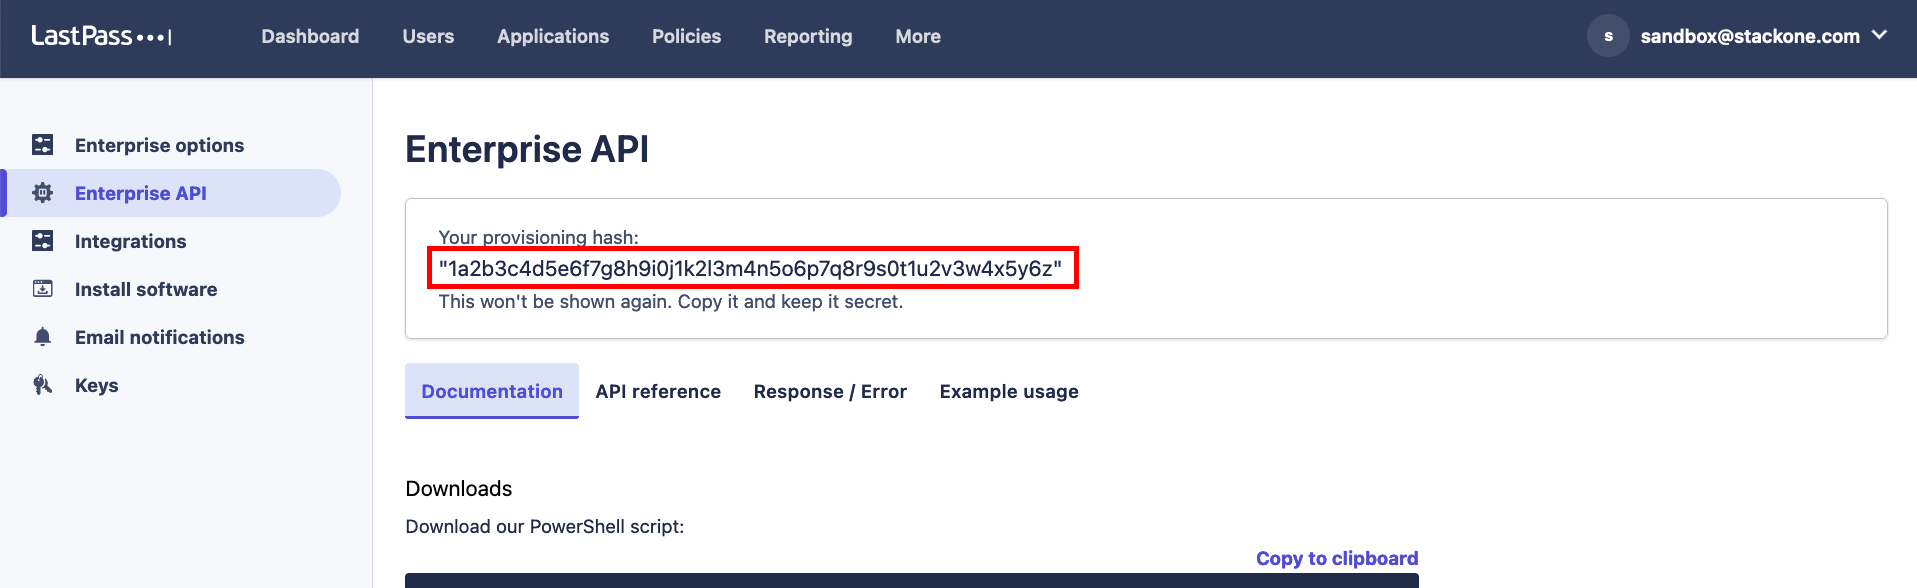 LastPass Dashboard Users Applications Policies Reporting More s sandbox@stackone.com
Enterprise options
Enterprise API
Integrations
Install software
Email notifications
Keys
Enterprise API
Your provisioning hash:
"1a2b3c4d5e6f7g8h9i0j1k2l3m4n5o6p7q8r9s0t1u2v3w4x5y6z"
This won't be shown again. Copy it and keep it secret.
Documentation API reference Response / Error Example usage
Downloads
Download our PowerShell script:
Copy to clipboard